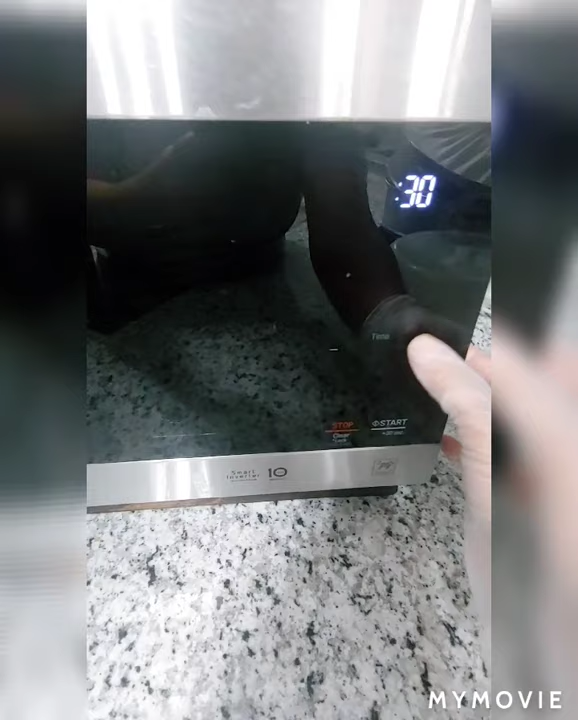 :30
Time
STOP
Clear
START
Smart
Inverter
10
MYMOVIE